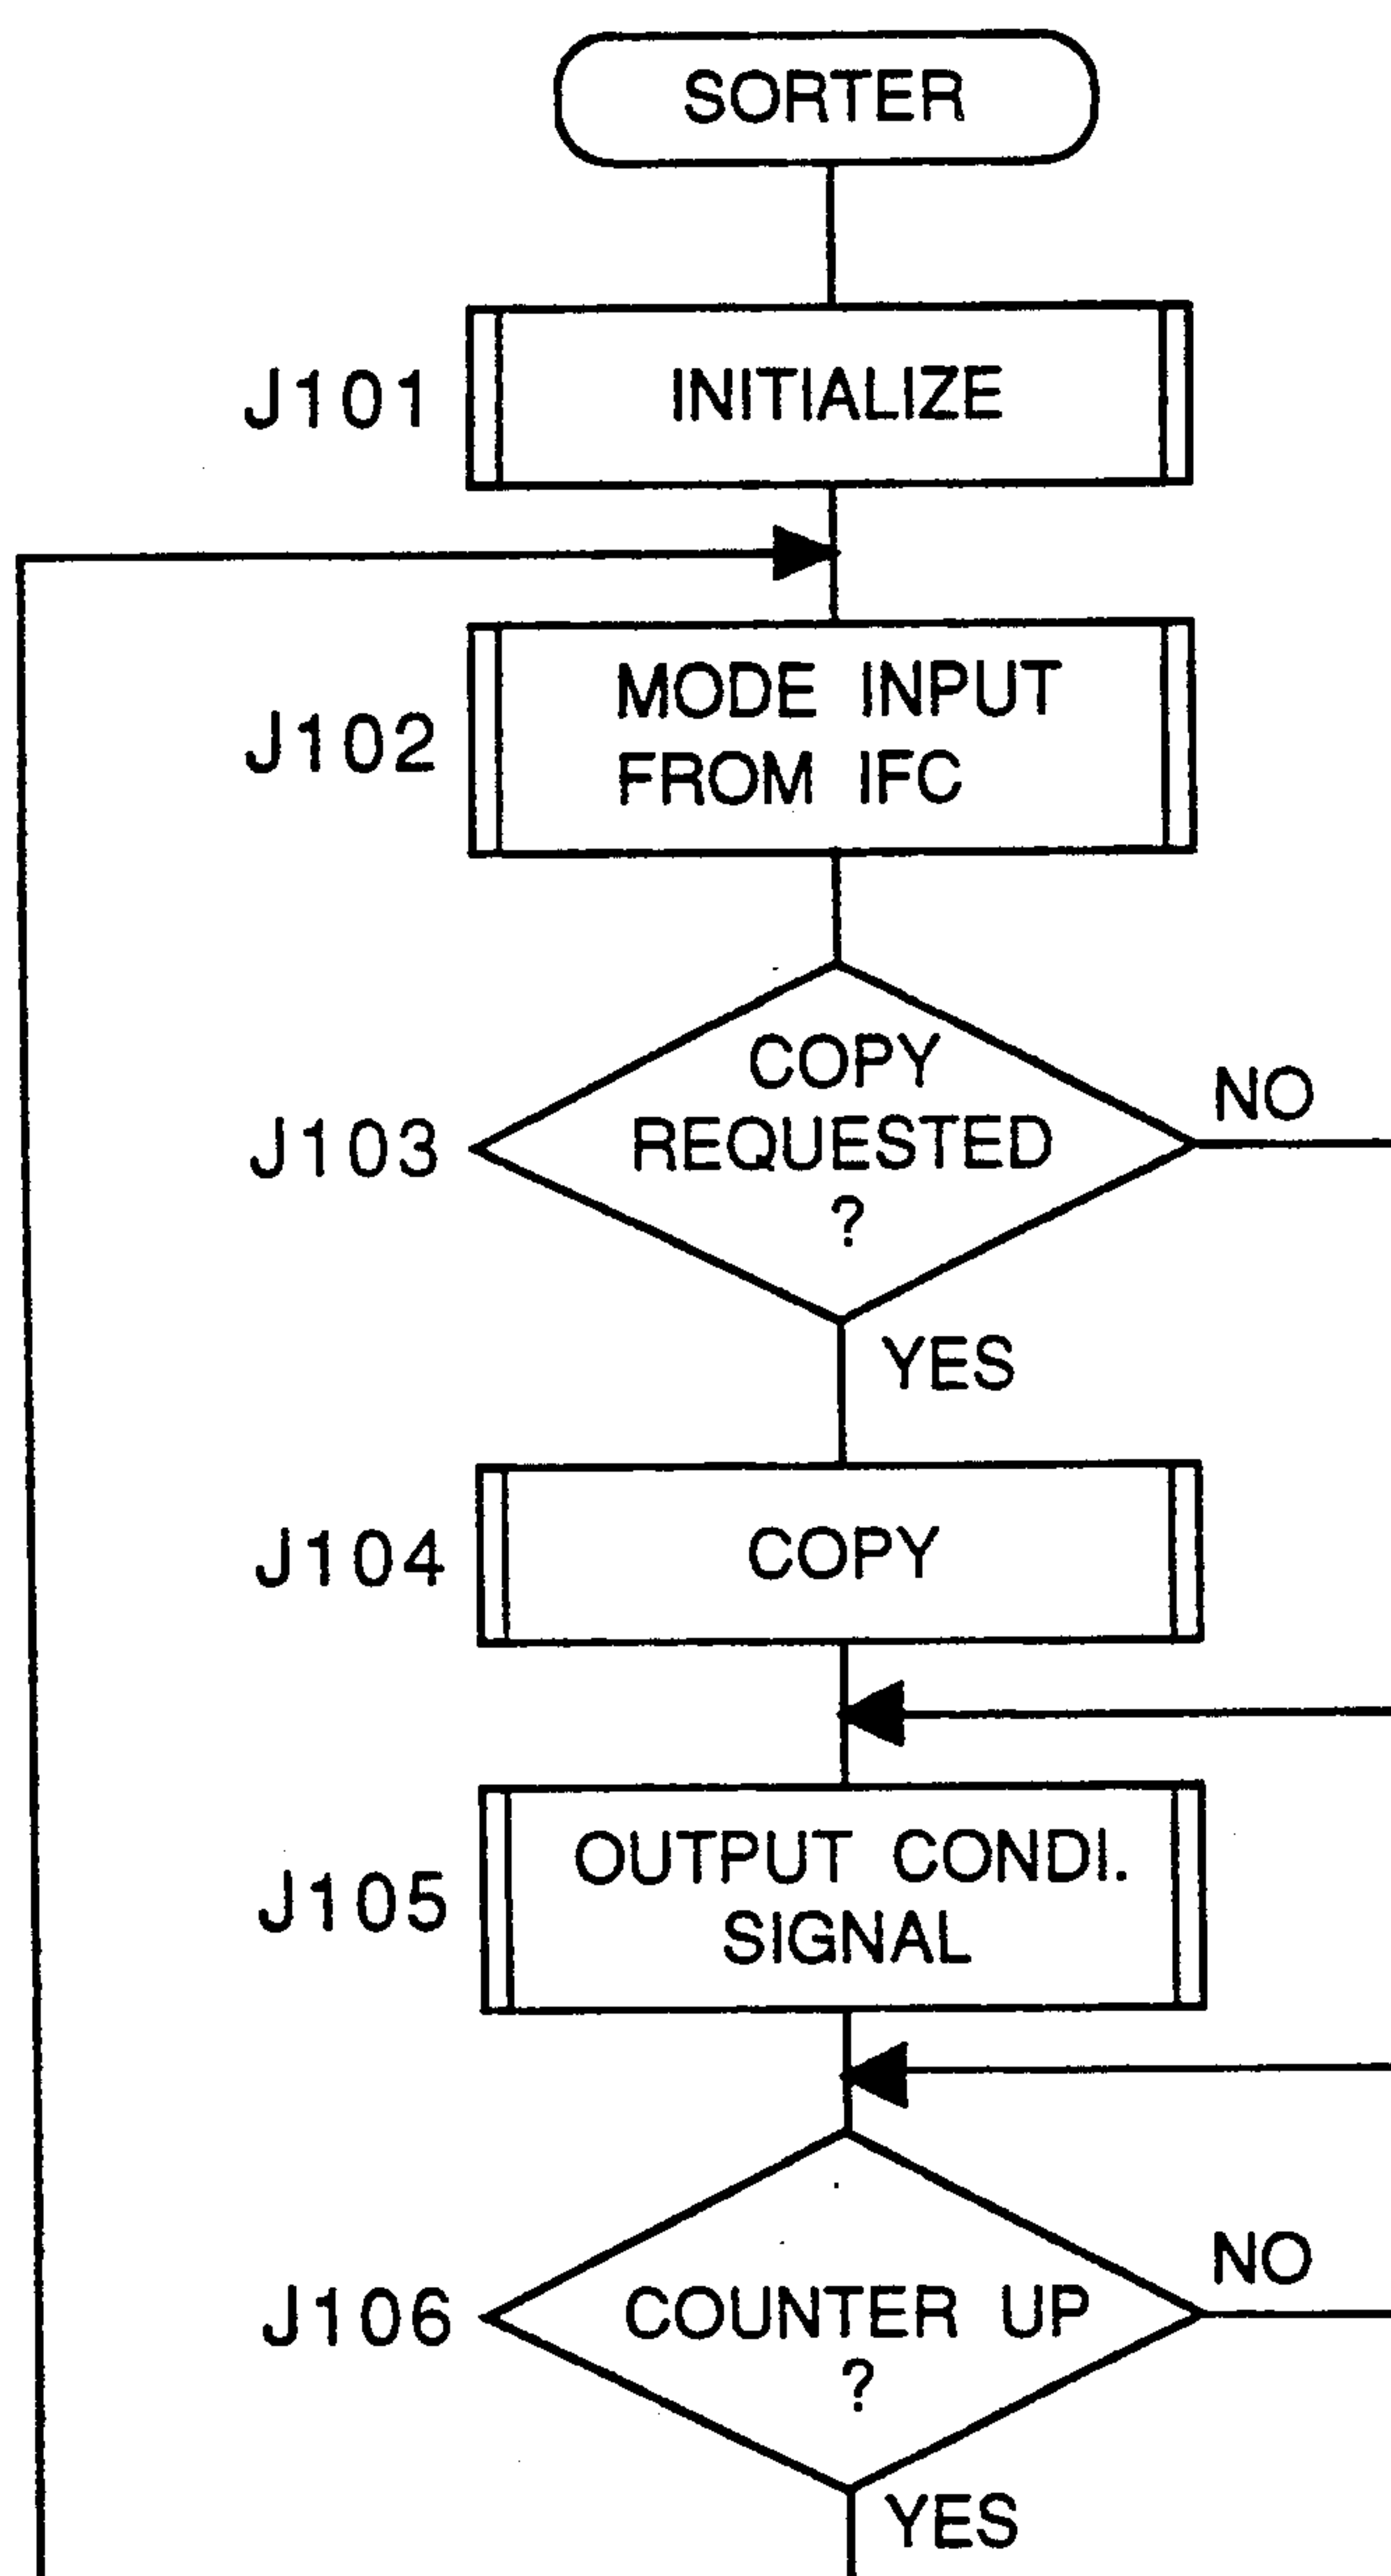 SORTER
J101
INITIALIZE
J102
MODE INPUT
FROM IFC
J103
COPY
REQUESTED
?
NO
YES
J104
COPY
J105
OUTPUT CONDI.
SIGNAL
J106
COUNTER UP
?
NO
YES